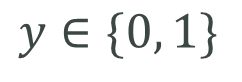 y ∈ {0, 1}